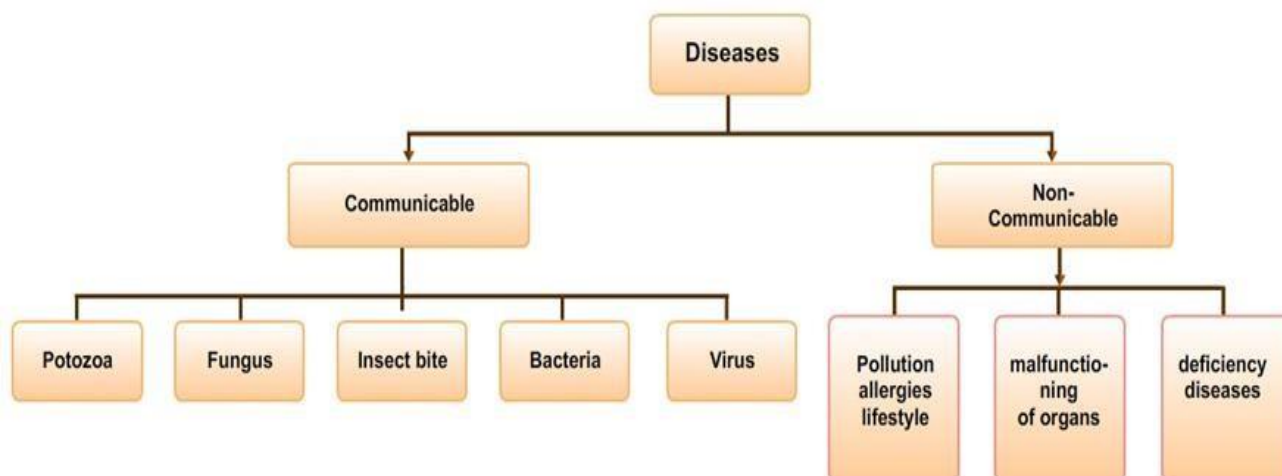 Diseases
Communicable
Non-
Communicable
Potozoa
Fungus
Insect bite
Bacteria
Virus
Pollution
allergies
lifestyle
malfunctio-
ning
of organs
deficiency
diseases